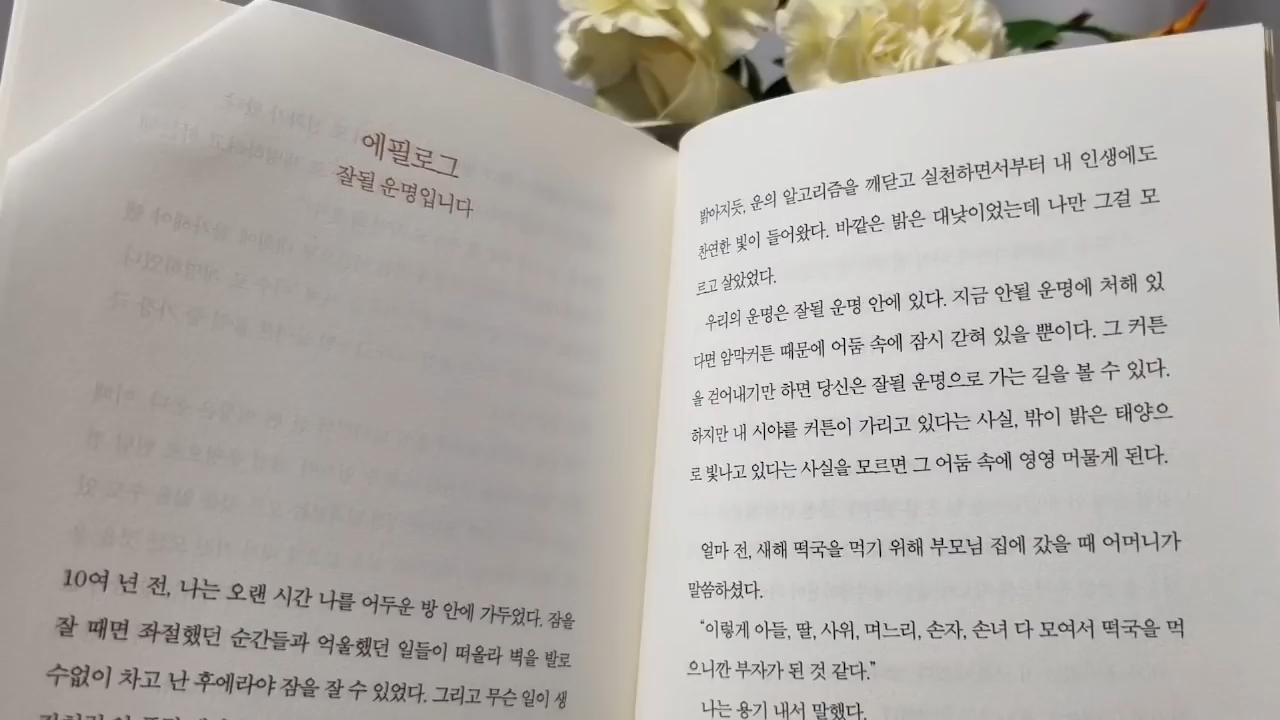 에필로그
잘될 운명입니다
10여 년 전, 나는 오랜 시간 나를 어두운 방 안에 가두었다. 잠을
잘 때면 좌절했던 순간들과 억울했던 일들이 떠올라 벽을 발로
수없이 차고 난 후에라야 잠을 잘 수 있었다. 그리고 무슨 일이 생
밝아지듯, 운의 알고리즘을 깨닫고 실천하면서부터 내 인생에도
찬연한 빛이 들어왔다. 바깥은 밝은 대낮이었는데 나만 그걸 모
르고 살았었다.
우리의 운명은 잘될 운명 안에 있다. 지금 안될 운명에 처해 있
다면 암막커튼 때문에 어둠 속에 잠시 갇혀 있을 뿐이다. 그 커튼
을 걷어내기만 하면 당신은 잘될 운명으로 가는 길을 볼 수 있다.
하지만 내 시야를 커튼이 가리고 있다는 사실, 밖이 밝은 태양으
로 빛나고 있다는 사실을 모르면 그 어둠 속에 영영 머물게 된다.
얼마 전, 새해 떡국을 먹기 위해 부모님 집에 갔을 때 어머니가
말씀하셨다.
“이렇게 아들, 딸, 사위, 며느리, 손자, 손녀 다 모여서 떡국을 먹
으니깐 부자가 된 것 같다.”
나는 용기 내서 말했다.